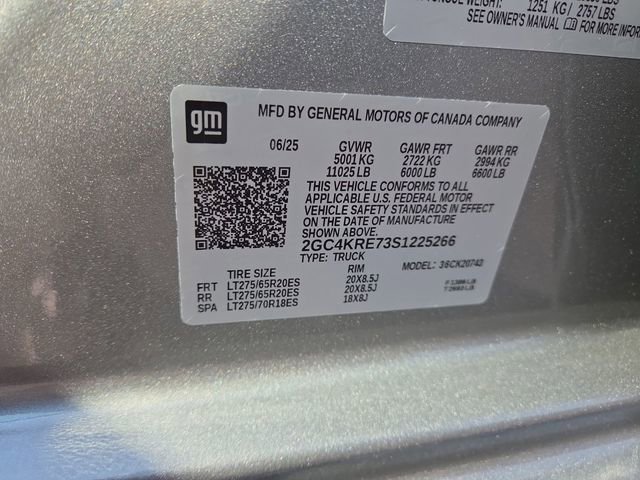 1251 KG / 2757 LBS
SEE OWNER'S MANUAL FOR MORE INFOR
gm
MFD BY GENERAL MOTORS OF CANADA COMPANY
06/25 GVWR GAWR FRT GAWR RR
5001 KG 2722 KG 2994 KG
11025 LB 6000 LB 6600 LB
THIS VEHICLE CONFORMS TO ALL
APPLICABLE U.S. FEDERAL MOTOR
VEHICLE SAFETY STANDARDS IN EFFECT
ON THE DATE OF MANUFACTURE
SHOWN ABOVE.
2GC4KRE73S1225266
TYPE: TRUCK MODEL: 3SCK20743
TIRE SIZE RIM
FRT LT275/65R20ES 20X8.5J
RR LT275/65R20ES 20X8.5J
SPA LT275/70R18ES 18X8J